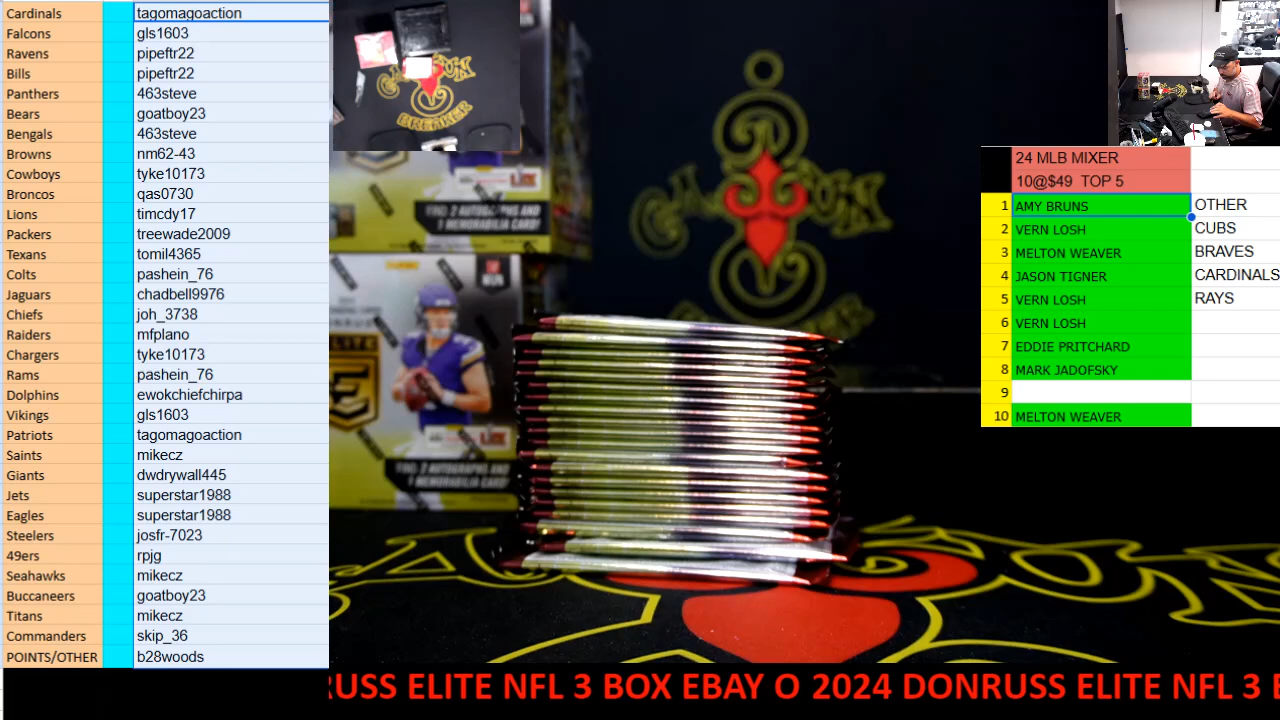 Cardinals tagomagoaction
Falcons gls1603
Ravens pipeftr22
Bills pipeftr22
Panthers 463steve
Bears goatboy23
Bengals 463steve
Browns nm62-43
Cowboys tyke10173
Broncos qas0730
Lions timcdy17
Packers treewade2009
Texans tomil4365
Colts pashein_76
Jaguars chadbell9976
Chiefs joh_3738
Raiders mfplano
Chargers tyke10173
Rams pashein_76
Dolphins ewokchiefchirpa
Vikings gls1603
Patriots tagomagoaction
Saints mikecz
Giants dwdrywall445
Jets superstar1988
Eagles superstar1988
Steelers josfr-7023
49ers rpjg
Seahawks mikecz
Buccaneers goatboy23
Titans mikecz
Commanders skip_36
POINTS/OTHER b28woods
BREAKER
24 MLB MIXER
10@$49 TOP 5
1 AMY BRUNS OTHER
2 VERN LOSH CUBS
3 MELTON WEAVER BRAVES
4 JASON TIGNER CARDINALS
5 VERN LOSH RAYS
6 VERN LOSH
7 EDDIE PRITCHARD
8 MARK JADOFSKY
9
10 MELTON WEAVER
RUSS ELITE NFL 3 BOX EBAY O 2024 DONRUSS ELITE NFL 3